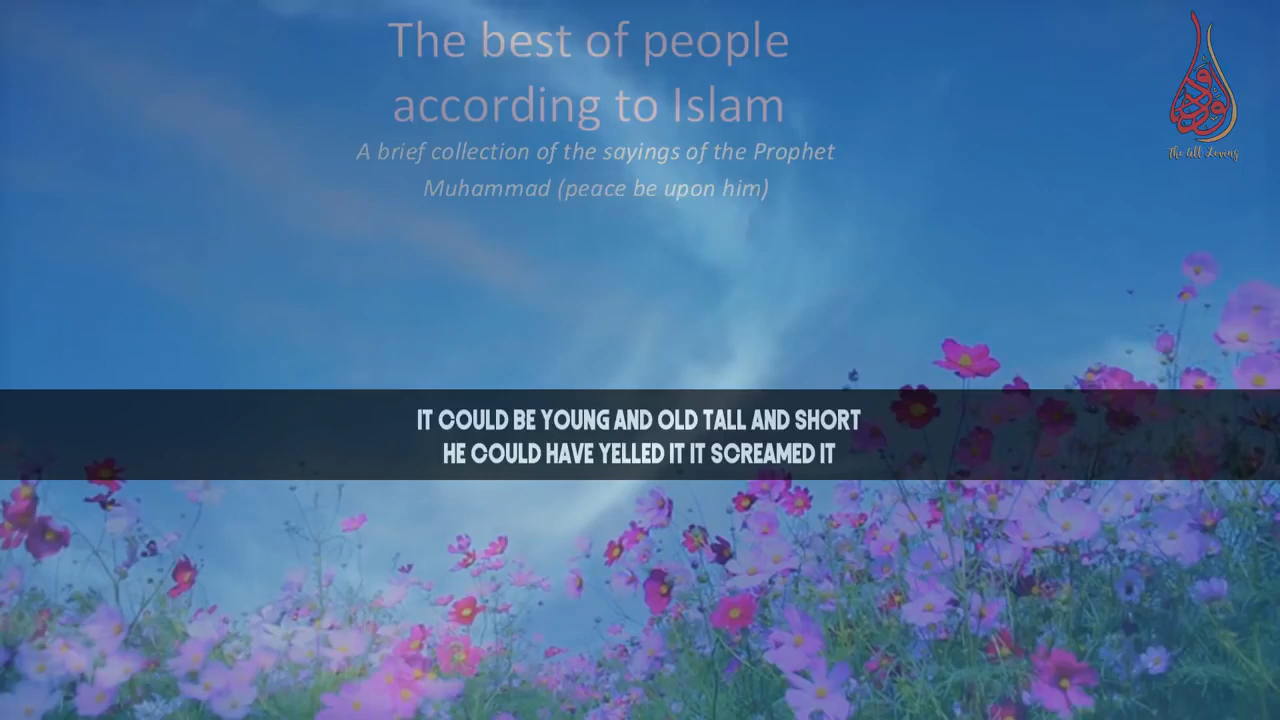 The best of people
according to Islam
A brief collection of the sayings of the Prophet
Muhammad (peace be upon him)
الودود
The All Loving
IT COULD BE YOUNG AND OLD TALL AND SHORT
HE COULD HAVE YELLED IT IT SCREAMED IT